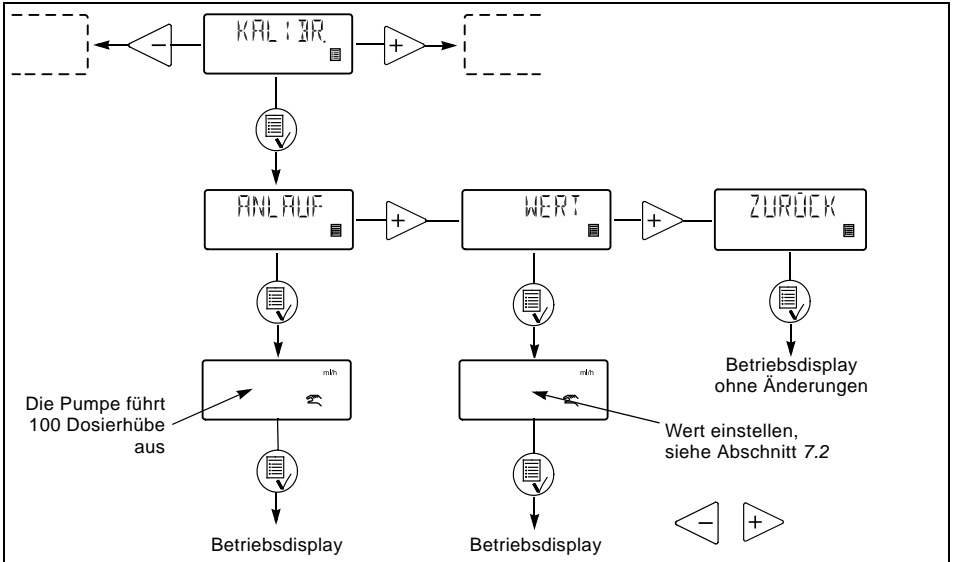 KALIBR.
-
+
ANLAUF
+
WERT
+
ZURÜCK
ml/h
ml/h
Betriebsdisplay
ohne Änderungen
Die Pumpe führt
100 Dosierhübe
aus
Wert einstellen,
siehe Abschnitt 7.2
- +
Betriebsdisplay
Betriebsdisplay